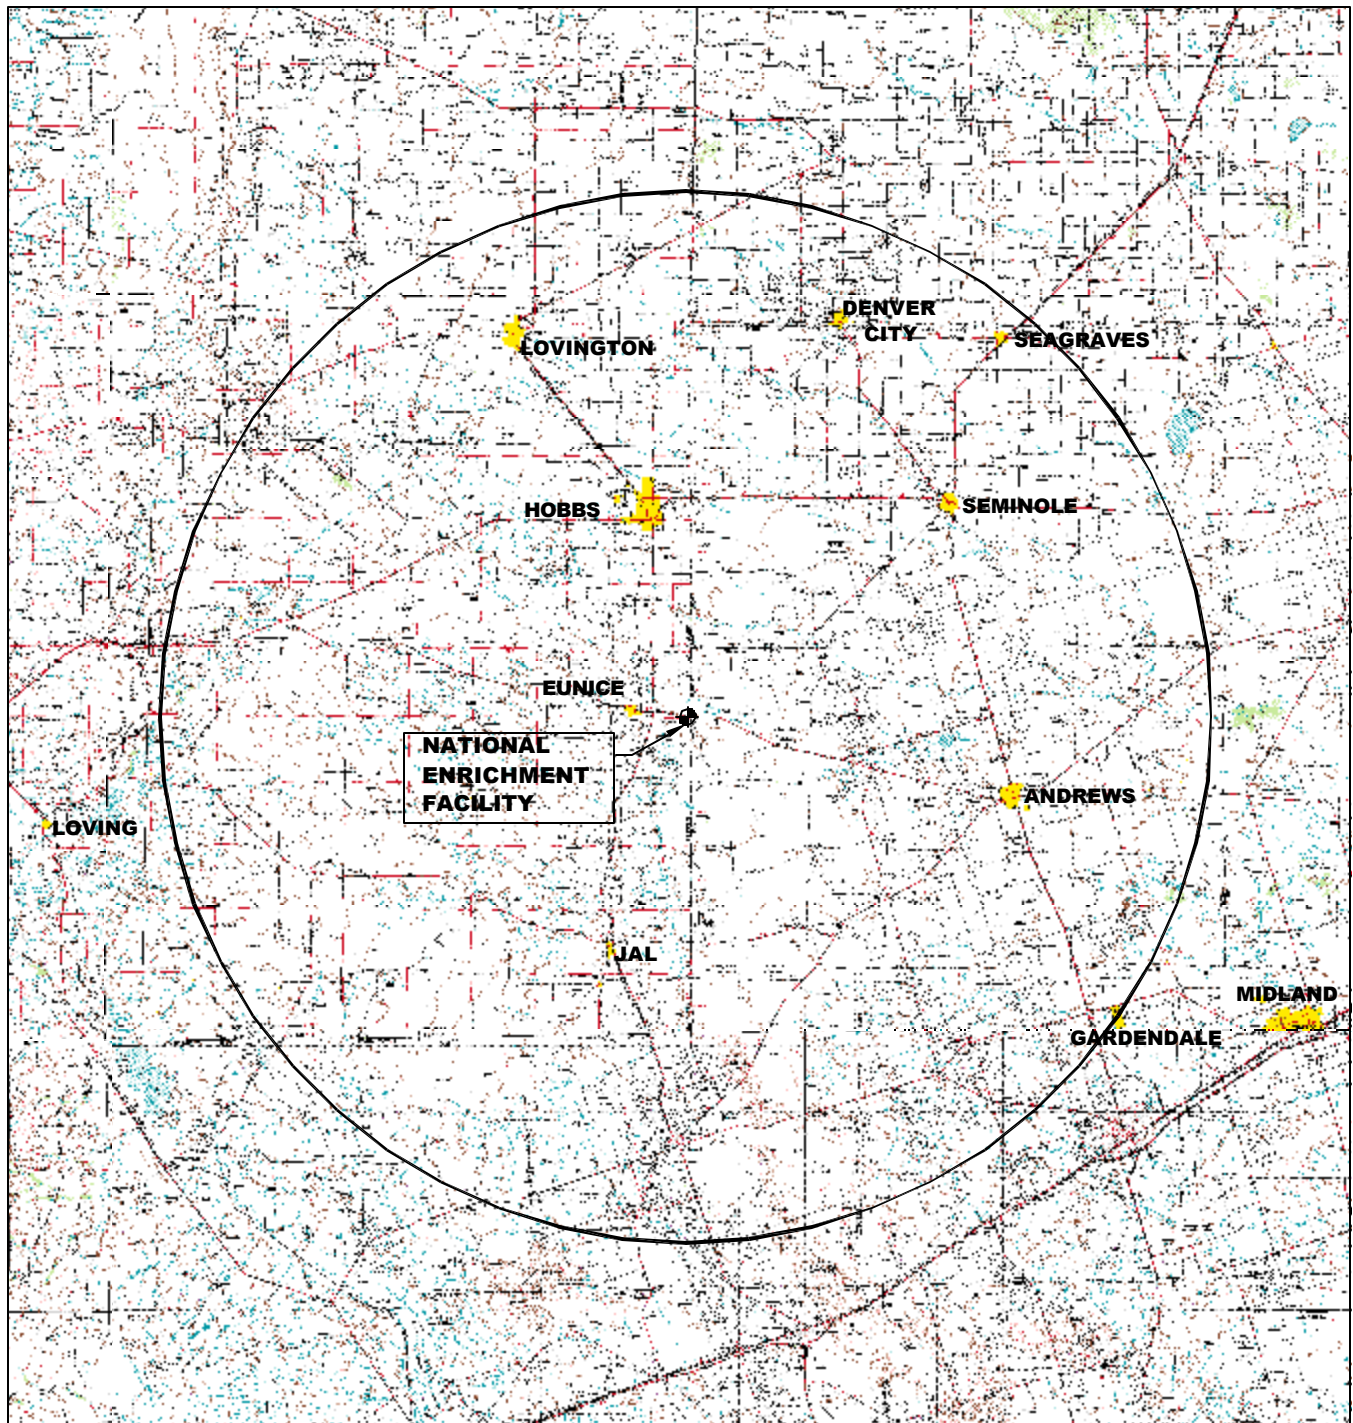 DENVER
CITY
SEAGRAVES
LOVINGTON
HOBBS
SEMINOLE
EUNICE
NATIONAL
ENRICHMENT
FACILITY
ANDREWS
LOVING
JAL
MIDLAND
GARDENDALE